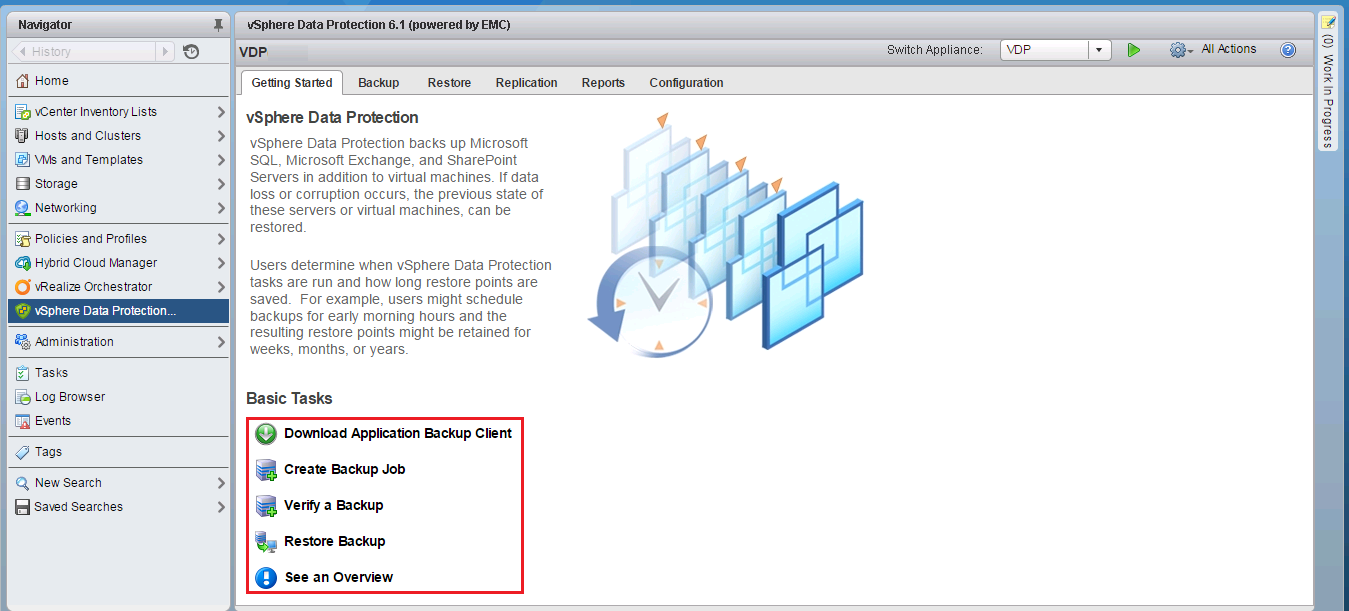 Navigator
History
Home
vCenter Inventory Lists
Hosts and Clusters
VMs and Templates
Storage
Networking
Policies and Profiles
Hybrid Cloud Manager
vRealize Orchestrator
vSphere Data Protection...
Administration
Tasks
Log Browser
Events
Tags
New Search
Saved Searches
vSphere Data Protection 6.1 (powered by EMC)
VDP
Switch Appliance:
VDP
All Actions
Getting Started
Backup
Restore
Replication
Reports
Configuration
vSphere Data Protection
vSphere Data Protection backs up Microsoft
SQL, Microsoft Exchange, and SharePoint
Servers in addition to virtual machines. If data
loss or corruption occurs, the previous state of
these servers or virtual machines, can be
restored.
Users determine when vSphere Data Protection
tasks are run and how long restore points are
saved.  For example, users might schedule
backups for early morning hours and the
resulting restore points might be retained for
weeks, months, or years.
Basic Tasks
Download Application Backup Client
Create Backup Job
Verify a Backup
Restore Backup
See an Overview
(0) Work In Progress